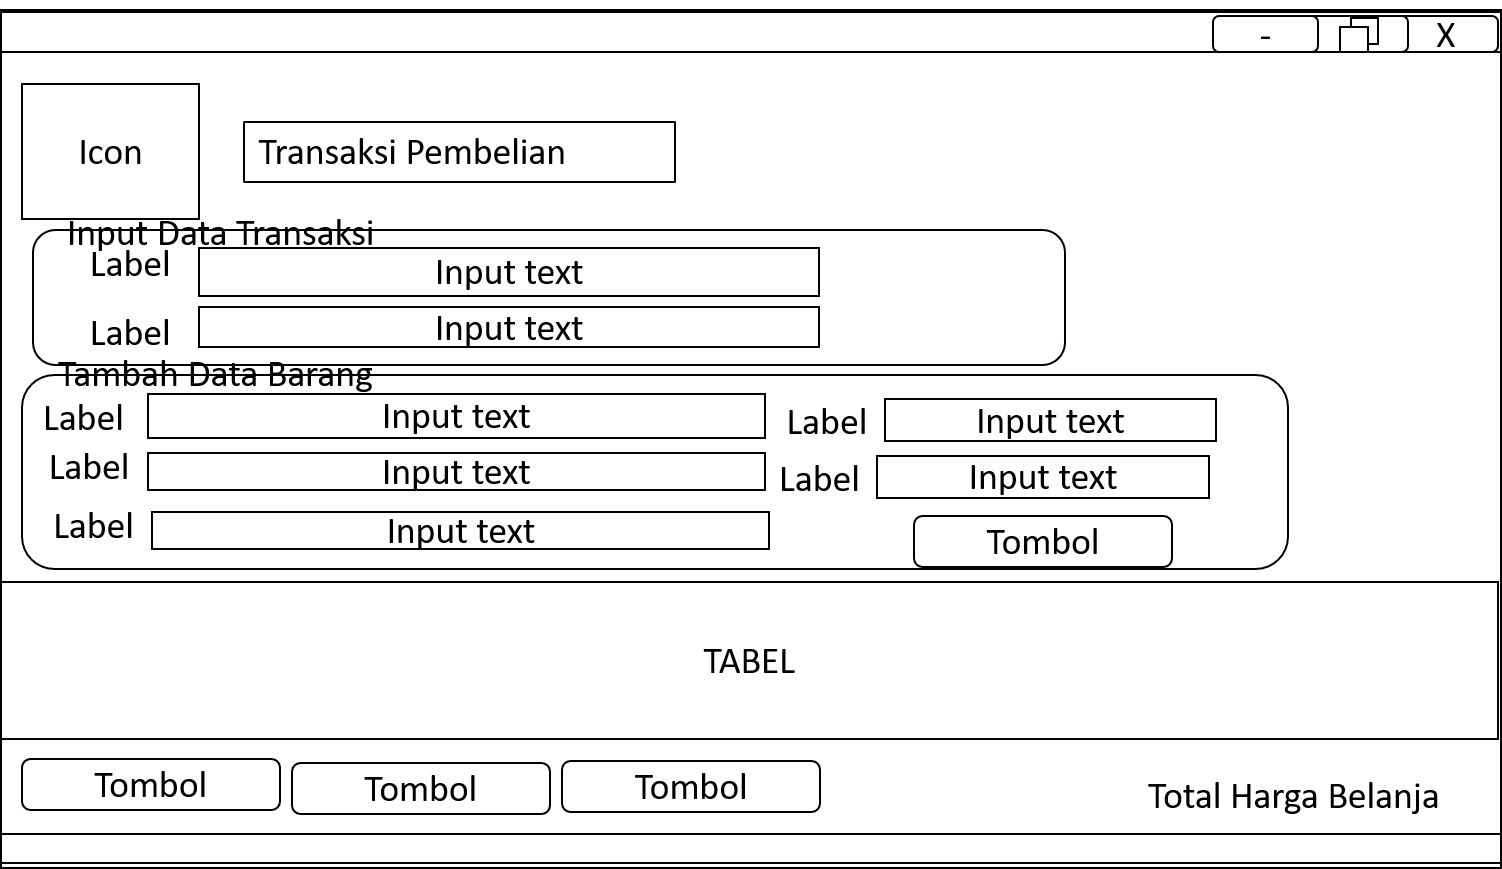 -
X
Icon
Transaksi Pembelian
Input Data Transaksi
Label Input text
Label Input text
Tambah Data Barang
Label Input text Label Input text
Label Input text Label Input text
Label Input text Tombol
TABEL
Tombol Tombol Tombol
Total Harga Belanja